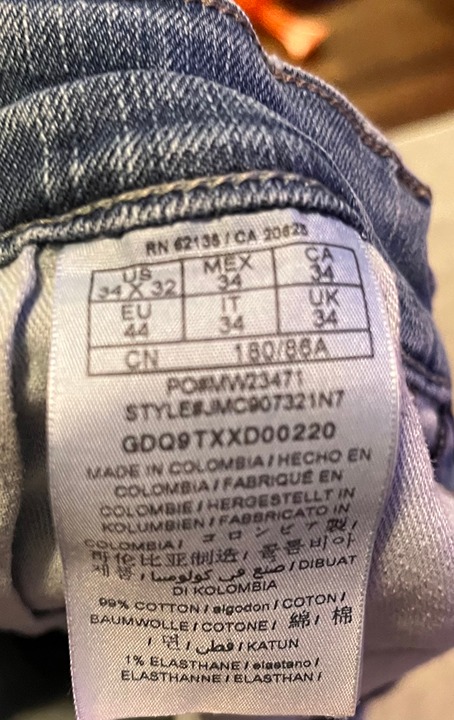 RN 62136 / CA 20628
US MEX CA
34 X 32 34 34
EU IT UK
44 34 34
CN 180/86A
PO#MW23471
STYLE#JMC907321N7
GDQ9TXXD00220
MADE IN COLOMBIA / HECHO EN
COLOMBIA / FABRIQUÉ EN
COLOMBIE / HERGESTELLT IN
KOLUMBIEN / FABBRICATO IN
COLOMBIA / コロンビア製 /
哥伦比亚制造 / 콜롬비아
제품 / صنع في كولومبيا / DIBUAT
DI KOLOMBIA
99% COTTON / algodon / COTON /
BAUMWOLLE / COTONE / 綿 / 棉
/ 면 / قطن / KATUN
1% ELASTHANE / elastano /
ELASTHANNE / ELASTHAN /